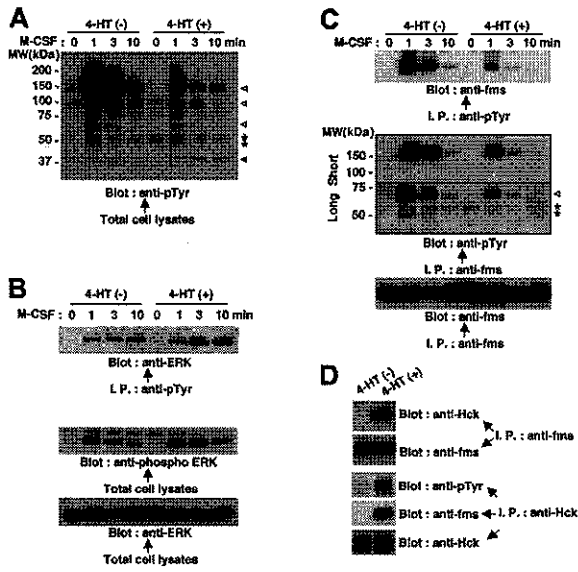 A
4-HT (-) 4-HT (+)
M-CSF : 0 1 3 10 0 1 3 10 min
MW(kDa)
200 -
150 -
100 -
75 -
50 -
37 -
Blot : anti-pTyr
Total cell lysates
B
4-HT (-) 4-HT (+)
M-CSF : 0 1 3 10 0 1 3 10 min
Blot : anti-ERK
I. P. : anti-pTyr
Blot : anti-phospho ERK
Total cell lysates
Blot : anti-ERK
Total cell lysates
C
4-HT (-) 4-HT (+)
M-CSF : 0 1 3 10 0 1 3 10 min
Blot : anti-fms
I. P. : anti-pTyr
MW(kDa)
150 -
100 -
75 -
50 -
Long Short
**
Blot : anti-pTyr
I. P. : anti-fms
Blot : anti-fms
I. P. : anti-fms
D
4-HT (-)
4-HT (+)
Blot : anti-Hck
Blot : anti-fms
I. P. : anti-fms
Blot : anti-pTyr
Blot : anti-fms
I. P. : anti-Hck
Blot : anti-Hck